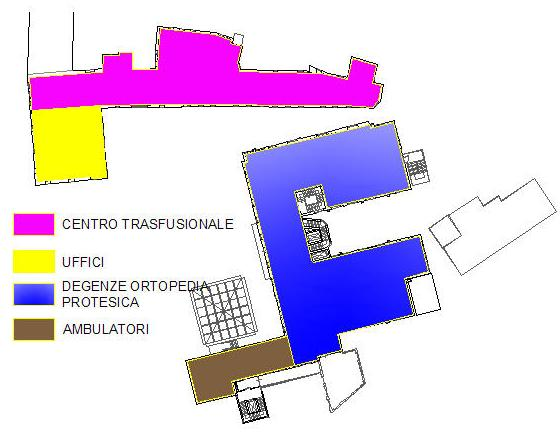 CENTRO TRASFUSIONALE
UFFICI
DEGENZE ORTOPEDIA
PROTESICA
AMBULATORI